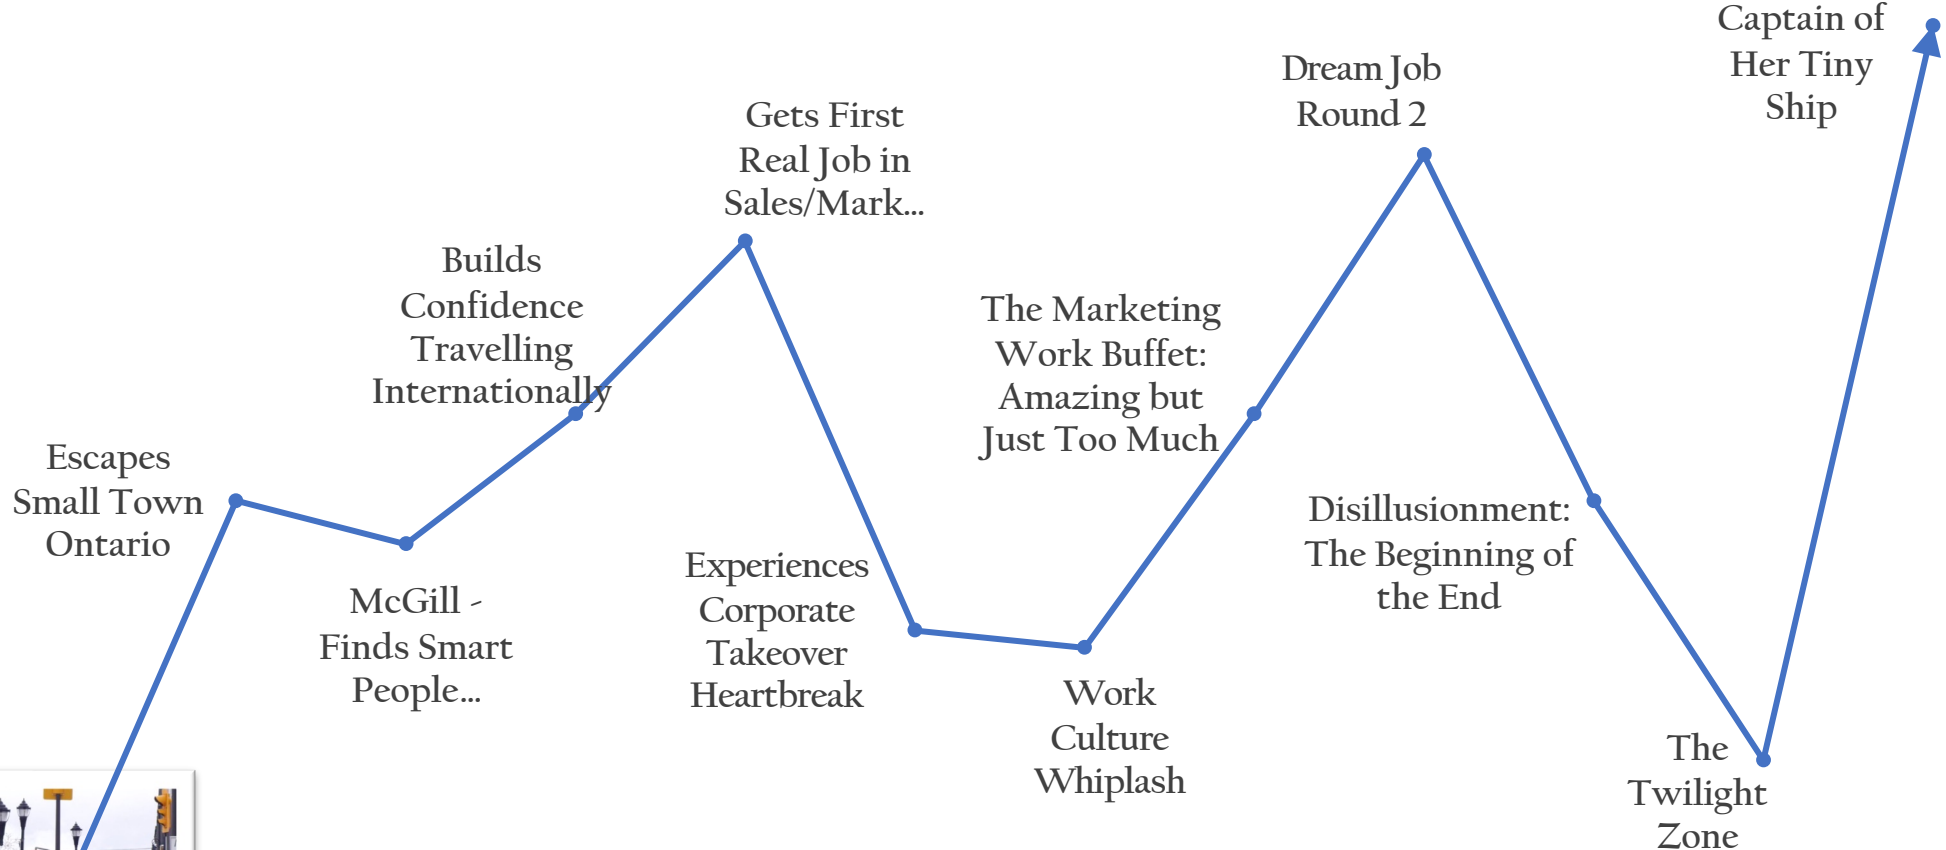 Escapes
Small Town
Ontario
McGill -
Finds Smart
People...
Builds
Confidence
Travelling
Internationally
Gets First
Real Job in
Sales/Mark...
Experiences
Corporate
Takeover
Heartbreak
Work
Culture
Whiplash
The Marketing
Work Buffet:
Amazing but
Just Too Much
Dream Job
Round 2
Disillusionment:
The Beginning of
the End
The
Twilight
Zone
Captain of
Her Tiny
Ship